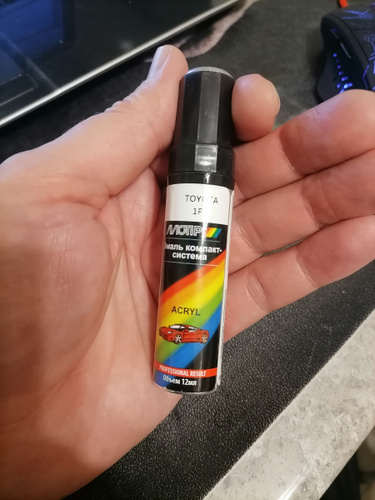 TOYOTA
1F
MOTIP
Эмаль компакт-
система
ACRYL
PROFESSIONAL RESULT
Объем 12мл